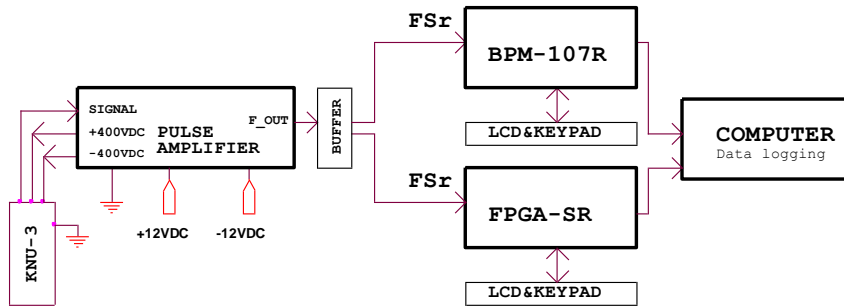 FSr
BPM-107R
LCD&KEYPAD
SIGNAL
+400VDC
-400VDC
PULSE
AMPLIFIER
F_OUT
BUFFER
COMPUTER
Data logging
FSr
FPGA-SR
LCD&KEYPAD
KNU-3
+12VDC
-12VDC